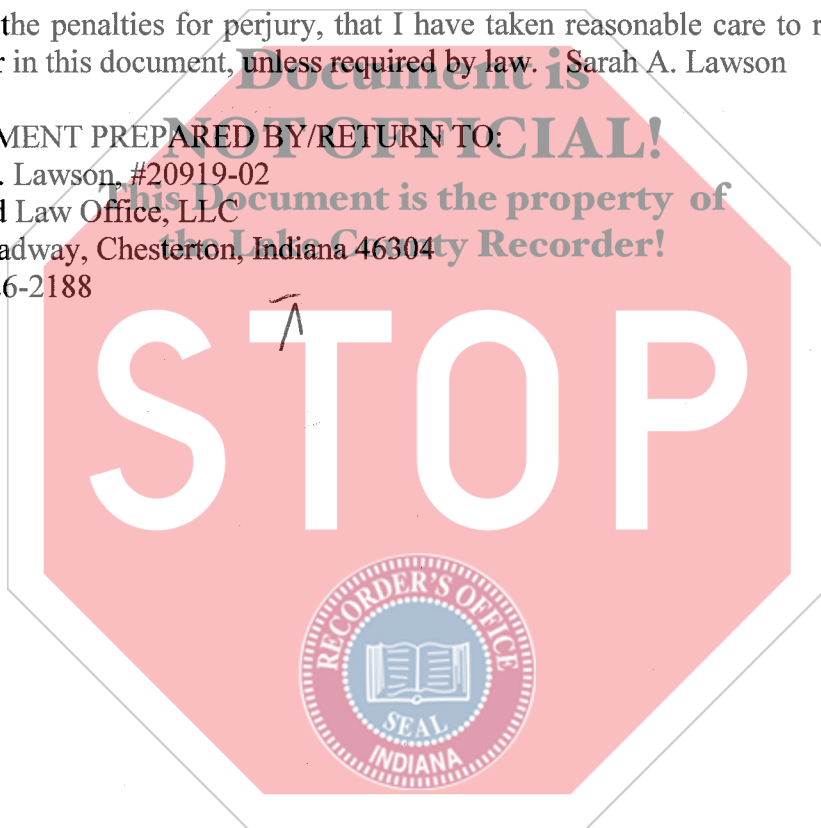 the penalties for perjury, that I have taken reasonable care to r
r in this document, unless required by law. Sarah A. Lawson
Document is
MENT PREPARED BY/RETURN TO:
NOT OFFICIAL!
. Lawson, #20919-02
This Document is the property of
d Law Office, LLC
the Lake County Recorder!
adway, Chesterton, Indiana 46304
6-2188
STOP
RECORDER'S OFFICE
SEAL
INDIANA